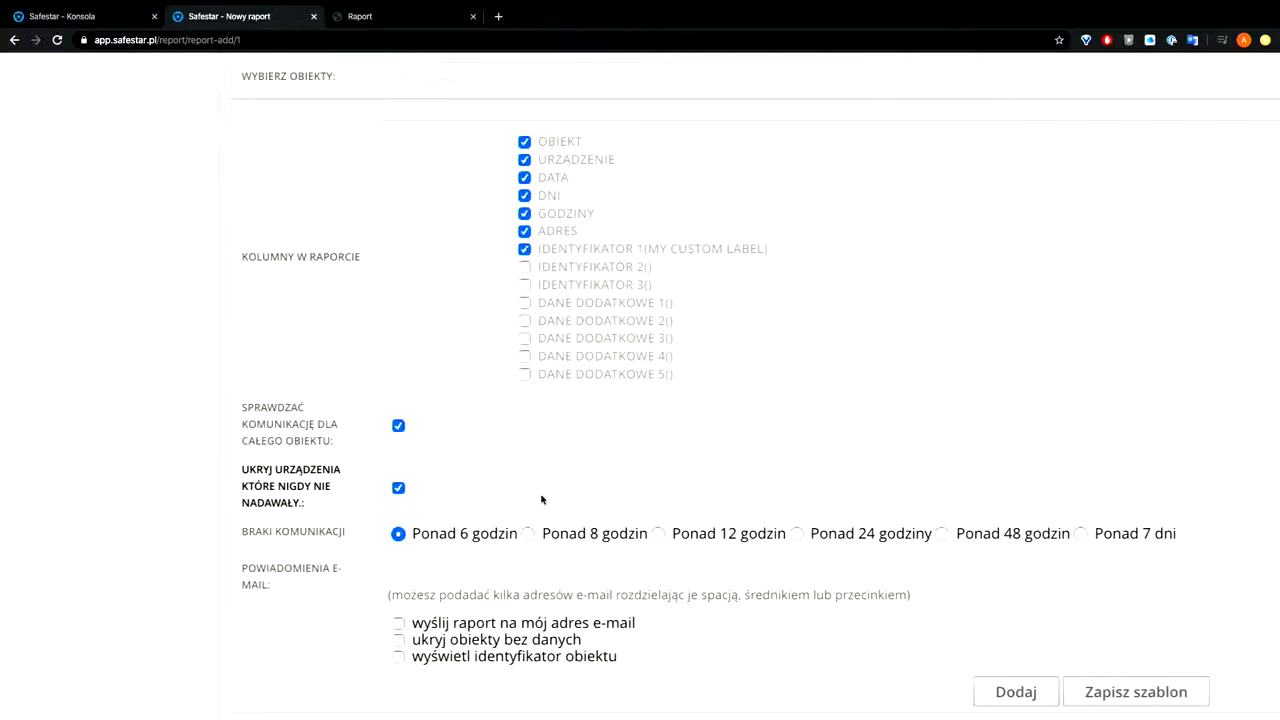 Safestar - Konsola
Safestar - Nowy raport
Raport
app.safestar.pl/report/report-add/1
A
WYBIERZ OBIEKTY:
KOLUMNY W RAPORCIE
OBIEKT
URZĄDZENIE
DATA
DNI
GODZINY
ADRES
IDENTYFIKATOR 1(MY CUSTOM LABEL)
IDENTYFIKATOR 2()
IDENTYFIKATOR 3()
DANE DODATKOWE 1()
DANE DODATKOWE 2()
DANE DODATKOWE 3()
DANE DODATKOWE 4()
DANE DODATKOWE 5()
SPRAWDZAĆ
KOMUNIKACJĘ DLA
CAŁEGO OBIEKTU:
UKRYJ URZĄDZENIA
KTÓRE NIGDY NIE
NADAWAŁY.:
BRAKI KOMUNIKACJI
Ponad 6 godzin Ponad 8 godzin Ponad 12 godzin Ponad 24 godziny Ponad 48 godzin Ponad 7 dni
POWIADOMIENIA E-
MAIL:
(możesz podadać kilka adresów e-mail rozdzielając je spacją, średnikiem lub przecinkiem)
wyślij raport na mój adres e-mail
ukryj obiekty bez danych
wyświetl identyfikator obiektu
Dodaj
Zapisz szablon